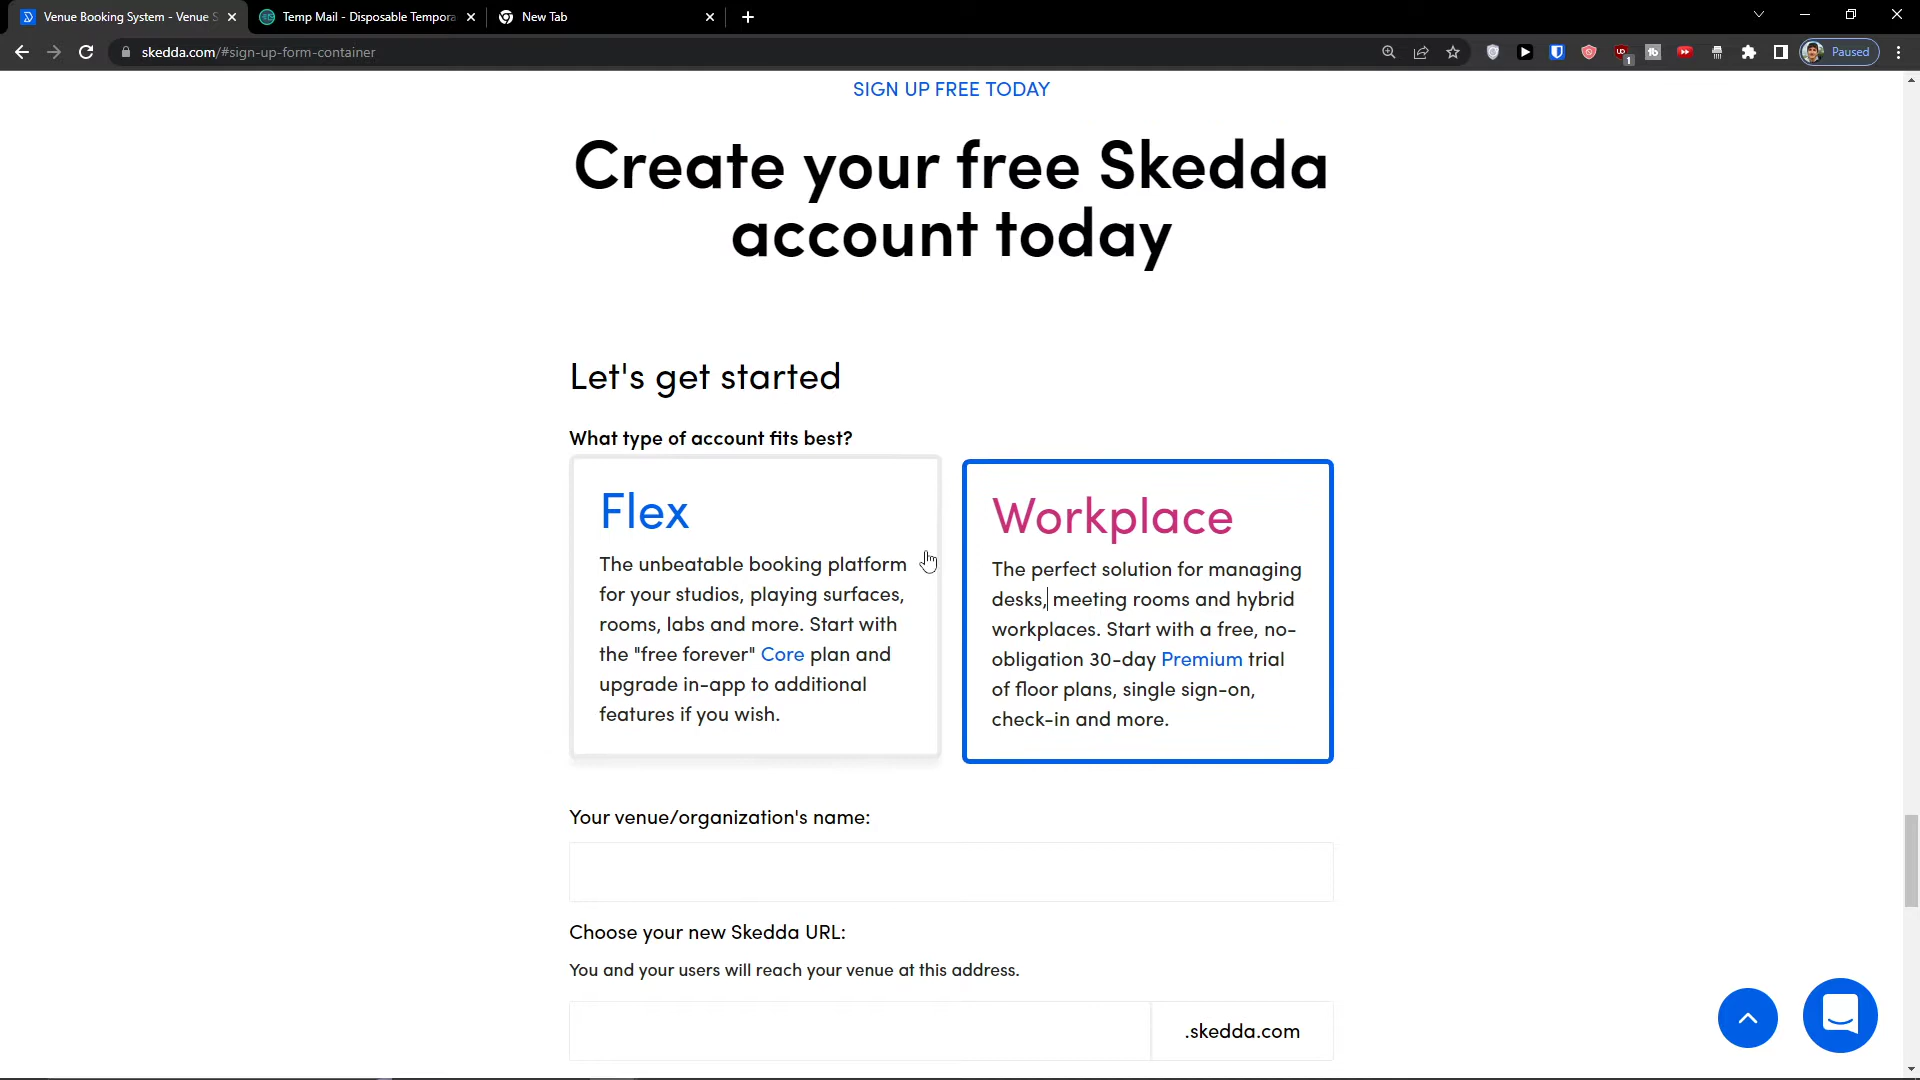 Venue Booking System - Venue S
Temp Mail - Disposable Tempora
New Tab
skedda.com/#sign-up-form-container
1
Paused
SIGN UP FREE TODAY
Create your free Skedda
account today
Let's get started
What type of account fits best?
Flex
The unbeatable booking platform
for your studios, playing surfaces,
rooms, labs and more. Start with
the "free forever" Core plan and
upgrade in-app to additional
features if you wish.
Workplace
The perfect solution for managing
desks, meeting rooms and hybrid
workplaces. Start with a free, no-
obligation 30-day Premium trial
of floor plans, single sign-on,
check-in and more.
Your venue/organization's name:
Choose your new Skedda URL:
You and your users will reach your venue at this address.
.skedda.com